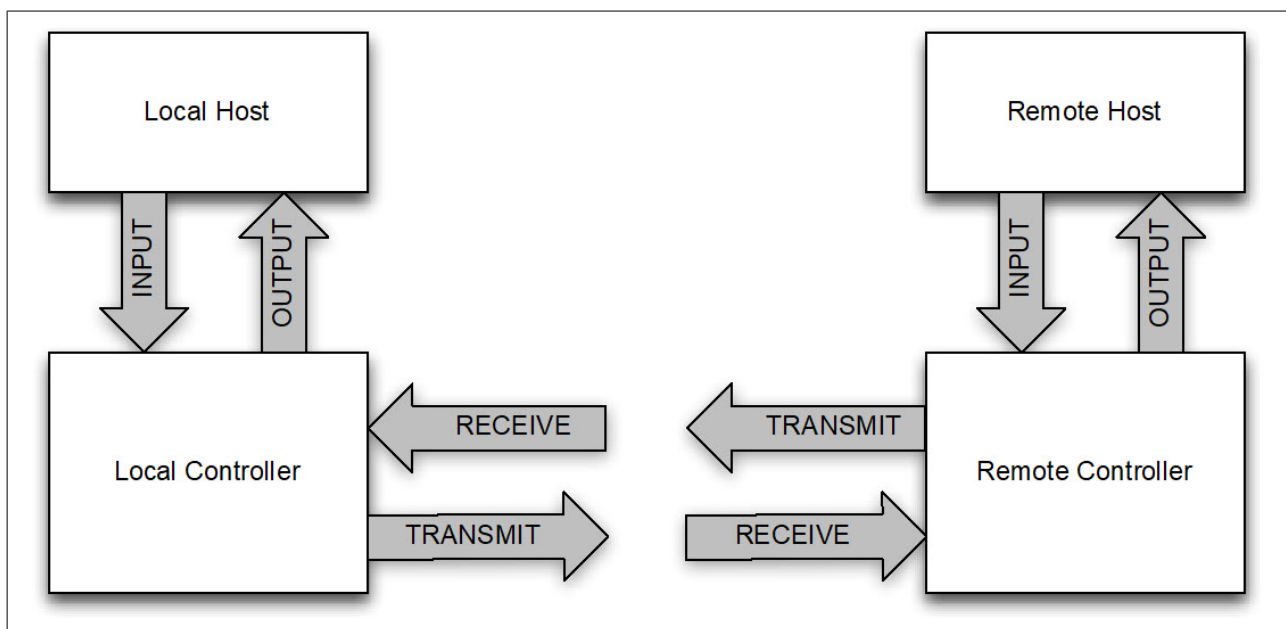 Local Host
Remote Host
INPUT
OUTPUT
INPUT
OUTPUT
RECEIVE
TRANSMIT
Local Controller
Remote Controller
TRANSMIT
RECEIVE